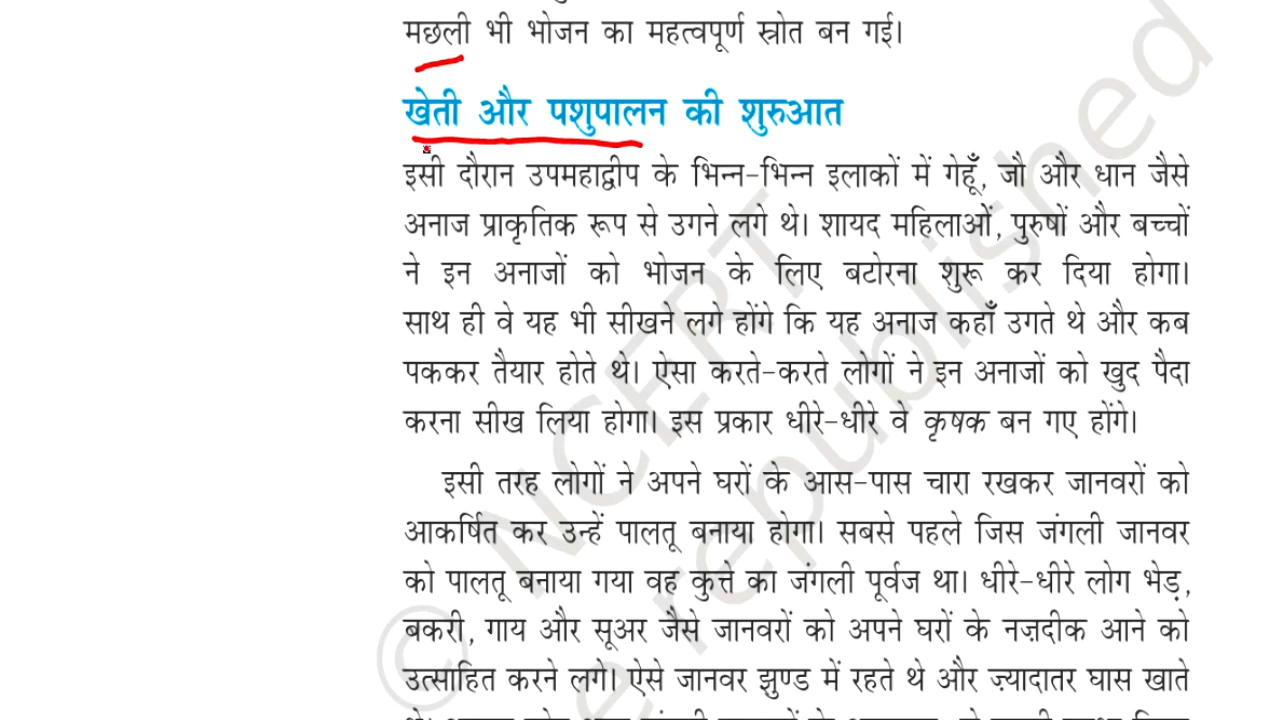 मछली भी भोजन का महत्वपूर्ण स्रोत बन गई।
खेती और पशुपालन की शुरुआत
इसी दौरान उपमहाद्वीप के भिन्न-भिन्न इलाकों में गेहूँ, जौ और धान जैसे
अनाज प्राकृतिक रूप से उगने लगे थे। शायद महिलाओं, पुरुषों और बच्चों
ने इन अनाजों को भोजन के लिए बटोरना शुरू कर दिया होगा।
साथ ही वे यह भी सीखने लगे होंगे कि यह अनाज कहाँ उगते थे और कब
पककर तैयार होते थे। ऐसा करते-करते लोगों ने इन अनाजों को खुद पैदा
करना सीख लिया होगा। इस प्रकार धीरे-धीरे वे कृषक बन गए होंगे।
इसी तरह लोगों ने अपने घरों के आस-पास चारा रखकर जानवरों को
आकर्षित कर उन्हें पालतू बनाया होगा। सबसे पहले जिस जंगली जानवर
को पालतू बनाया गया वह कुत्ते का जंगली पूर्वज था। धीरे-धीरे लोग भेड़,
बकरी, गाय और सूअर जैसे जानवरों को अपने घरों के नज़दीक आने को
उत्साहित करने लगे। ऐसे जानवर झुण्ड में रहते थे और ज़्यादातर घास खाते
© NCERT
republished